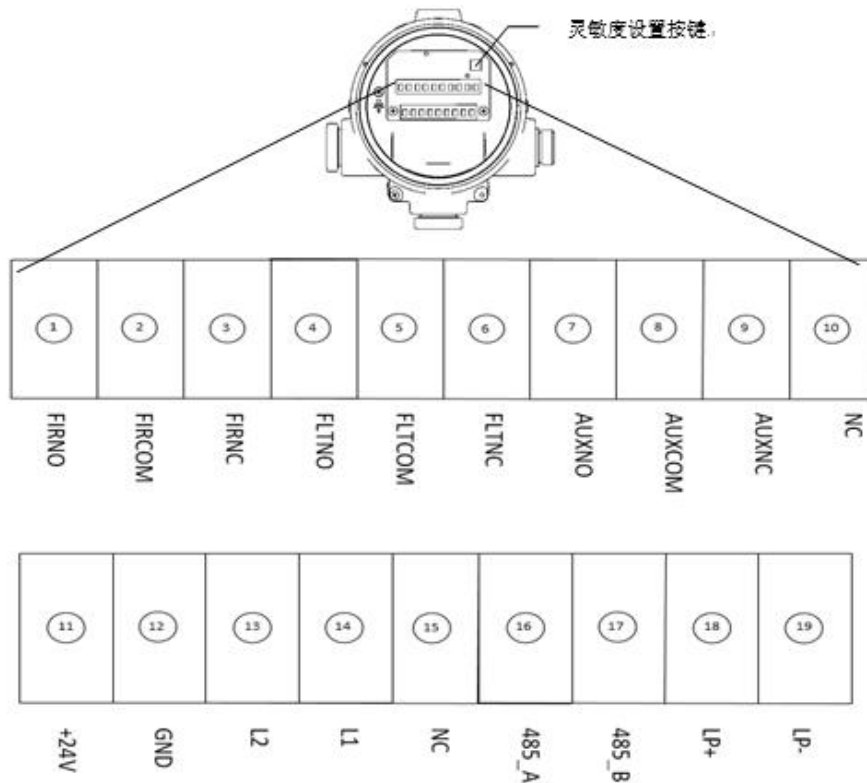 灵敏度设置按键.
1 2 3 4 5 6 7 8 9 10
FIRNO FIRCOM FIRNC FLTNO FLTCOM FLTNC AUXNO AUXCOM AUXNC NC
11 12 13 14 15 16 17 18 19
+24V GND L2 L1 NC 485_A 485_B LP+ LP-